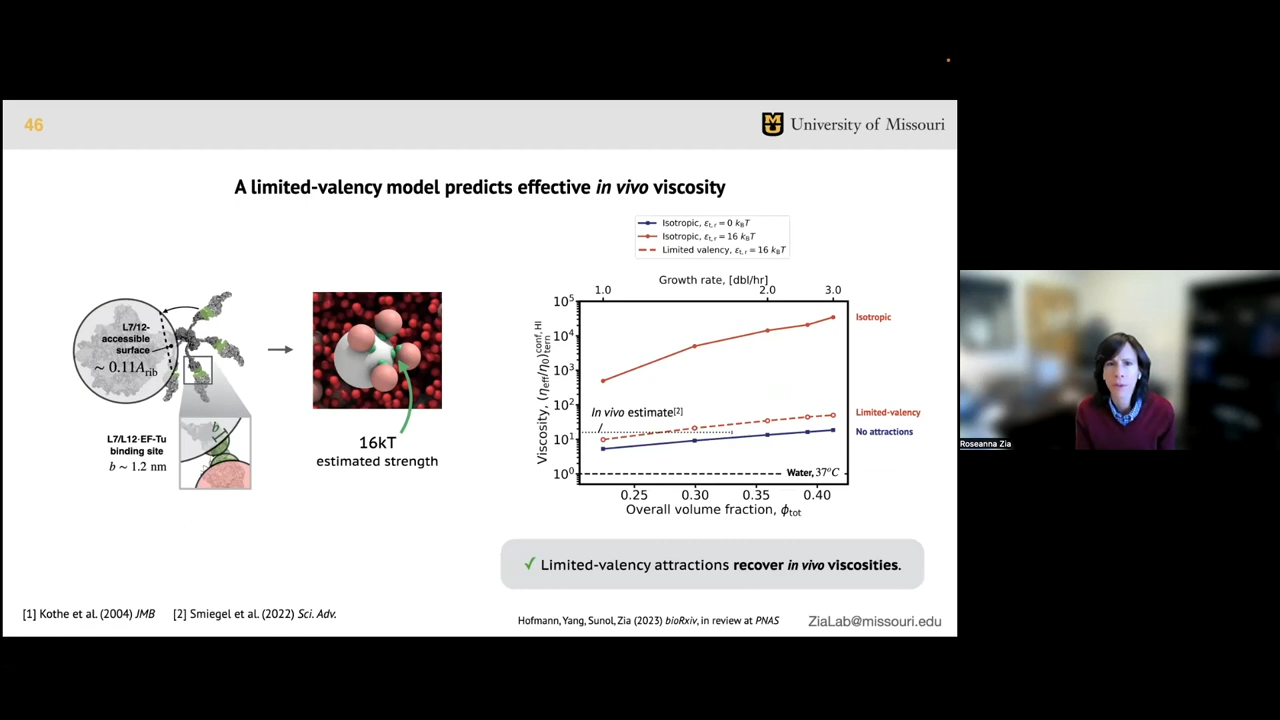 46
University of Missouri
A limited-valency model predicts effective in vivo viscosity
L7/12-
accessible
surface
~ 0.11A_rib
L7/L12·EF-Tu
binding site
b ~ 1.2 nm
b
16kT
estimated strength
Isotropic, ε_t,r = 0 k_BT
Isotropic, ε_t,r = 16 k_BT
Limited valency, ε_t,r = 16 k_BT
Growth rate, [dbl/hr]
1.0 2.0 3.0
Viscosity, (η_eff/η_0)^conf, HI_tern
10^5
10^4
10^3
10^2
10^1
10^0
Isotropic
In vivo estimate[2]
Limited-valency
No attractions
Water, 37°C
0.25 0.30 0.35 0.40
Overall volume fraction, ϕ_tot
✓ Limited-valency attractions recover in vivo viscosities.
[1] Kothe et al. (2004) JMB [2] Smiegel et al. (2022) Sci. Adv.
Hofmann, Yang, Sunol, Zia (2023) bioRxiv, in review at PNAS
ZiaLab@missouri.edu
Roseanna Zia